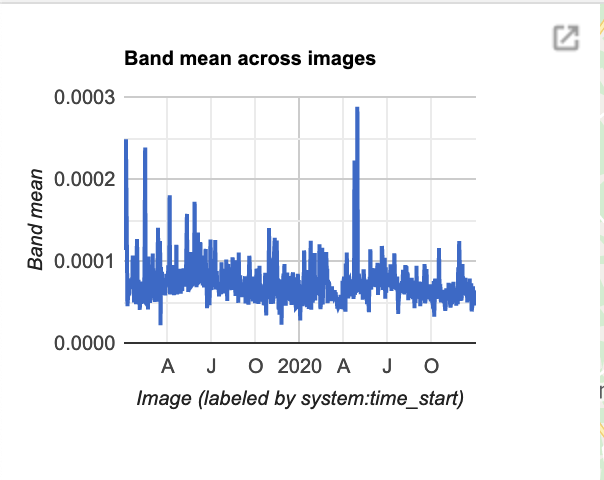 Band mean across images
0.0003
0.0002
0.0001
0.0000
Band mean
A J O 2020 A J O
Image (labeled by system:time_start)